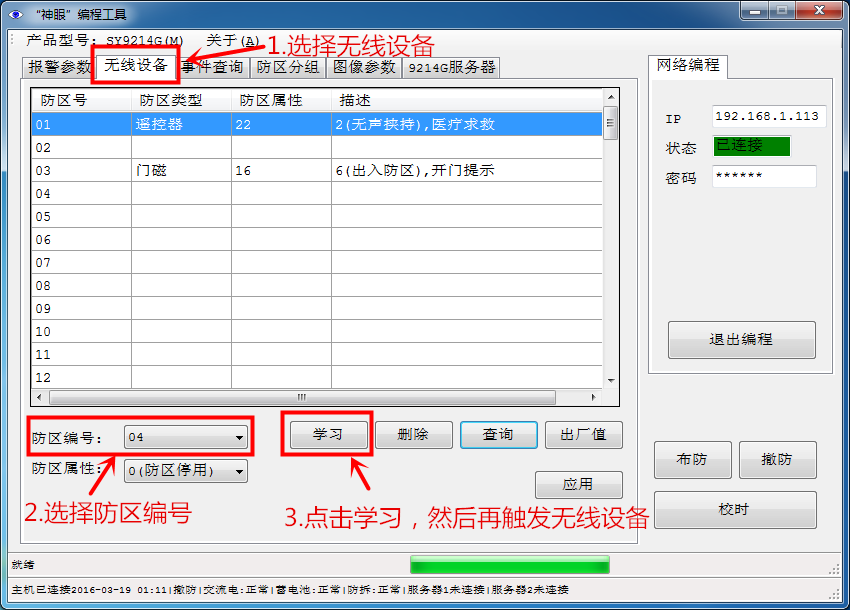 “神眼”编程工具
产品型号: SY9214G(M) 关于(A)
1.选择无线设备
报警参数 无线设备 事件查询 防区分组 图像参数 9214G服务器
网络编程
防区号 防区类型 防区属性 描述
01 遥控器 22 2(无声挟持),医疗求救
02
03 门磁 16 6(出入防区),开门提示
04
05
06
07
08
09
10
11
12
IP 192.168.1.113
状态 已连接
密码 ******
退出编程
防区编号: 04
学习 删除 查询 出厂值
防区属性: 0(防区停用)
应用
2.选择防区编号
3.点击学习，然后再触发无线设备
布防 撤防
校时
就绪
主机已连接2016-03-19 01:11|撤防|交流电:正常|蓄电池:正常|防拆:正常|服务器1未连接|服务器2未连接